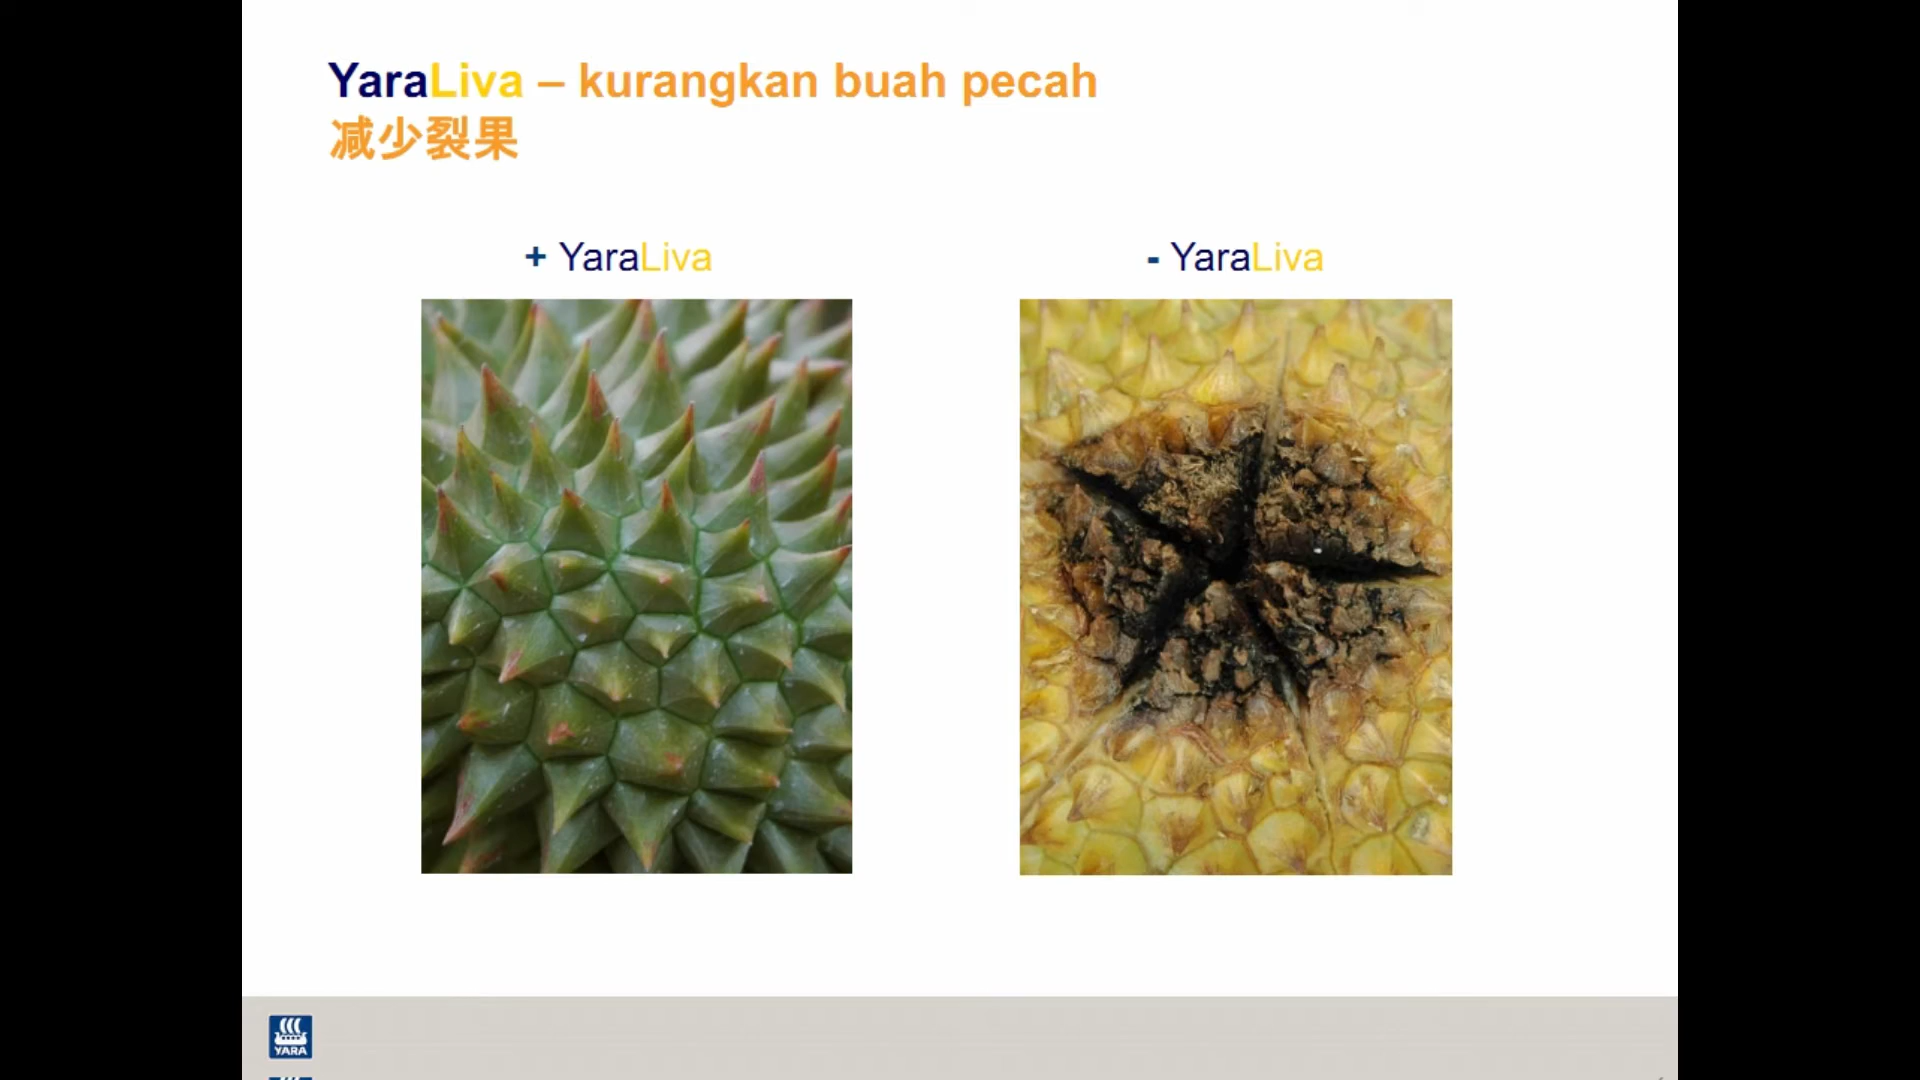 YaraLiva – kurangkan buah pecah
减少裂果
+ YaraLiva
- YaraLiva
YARA